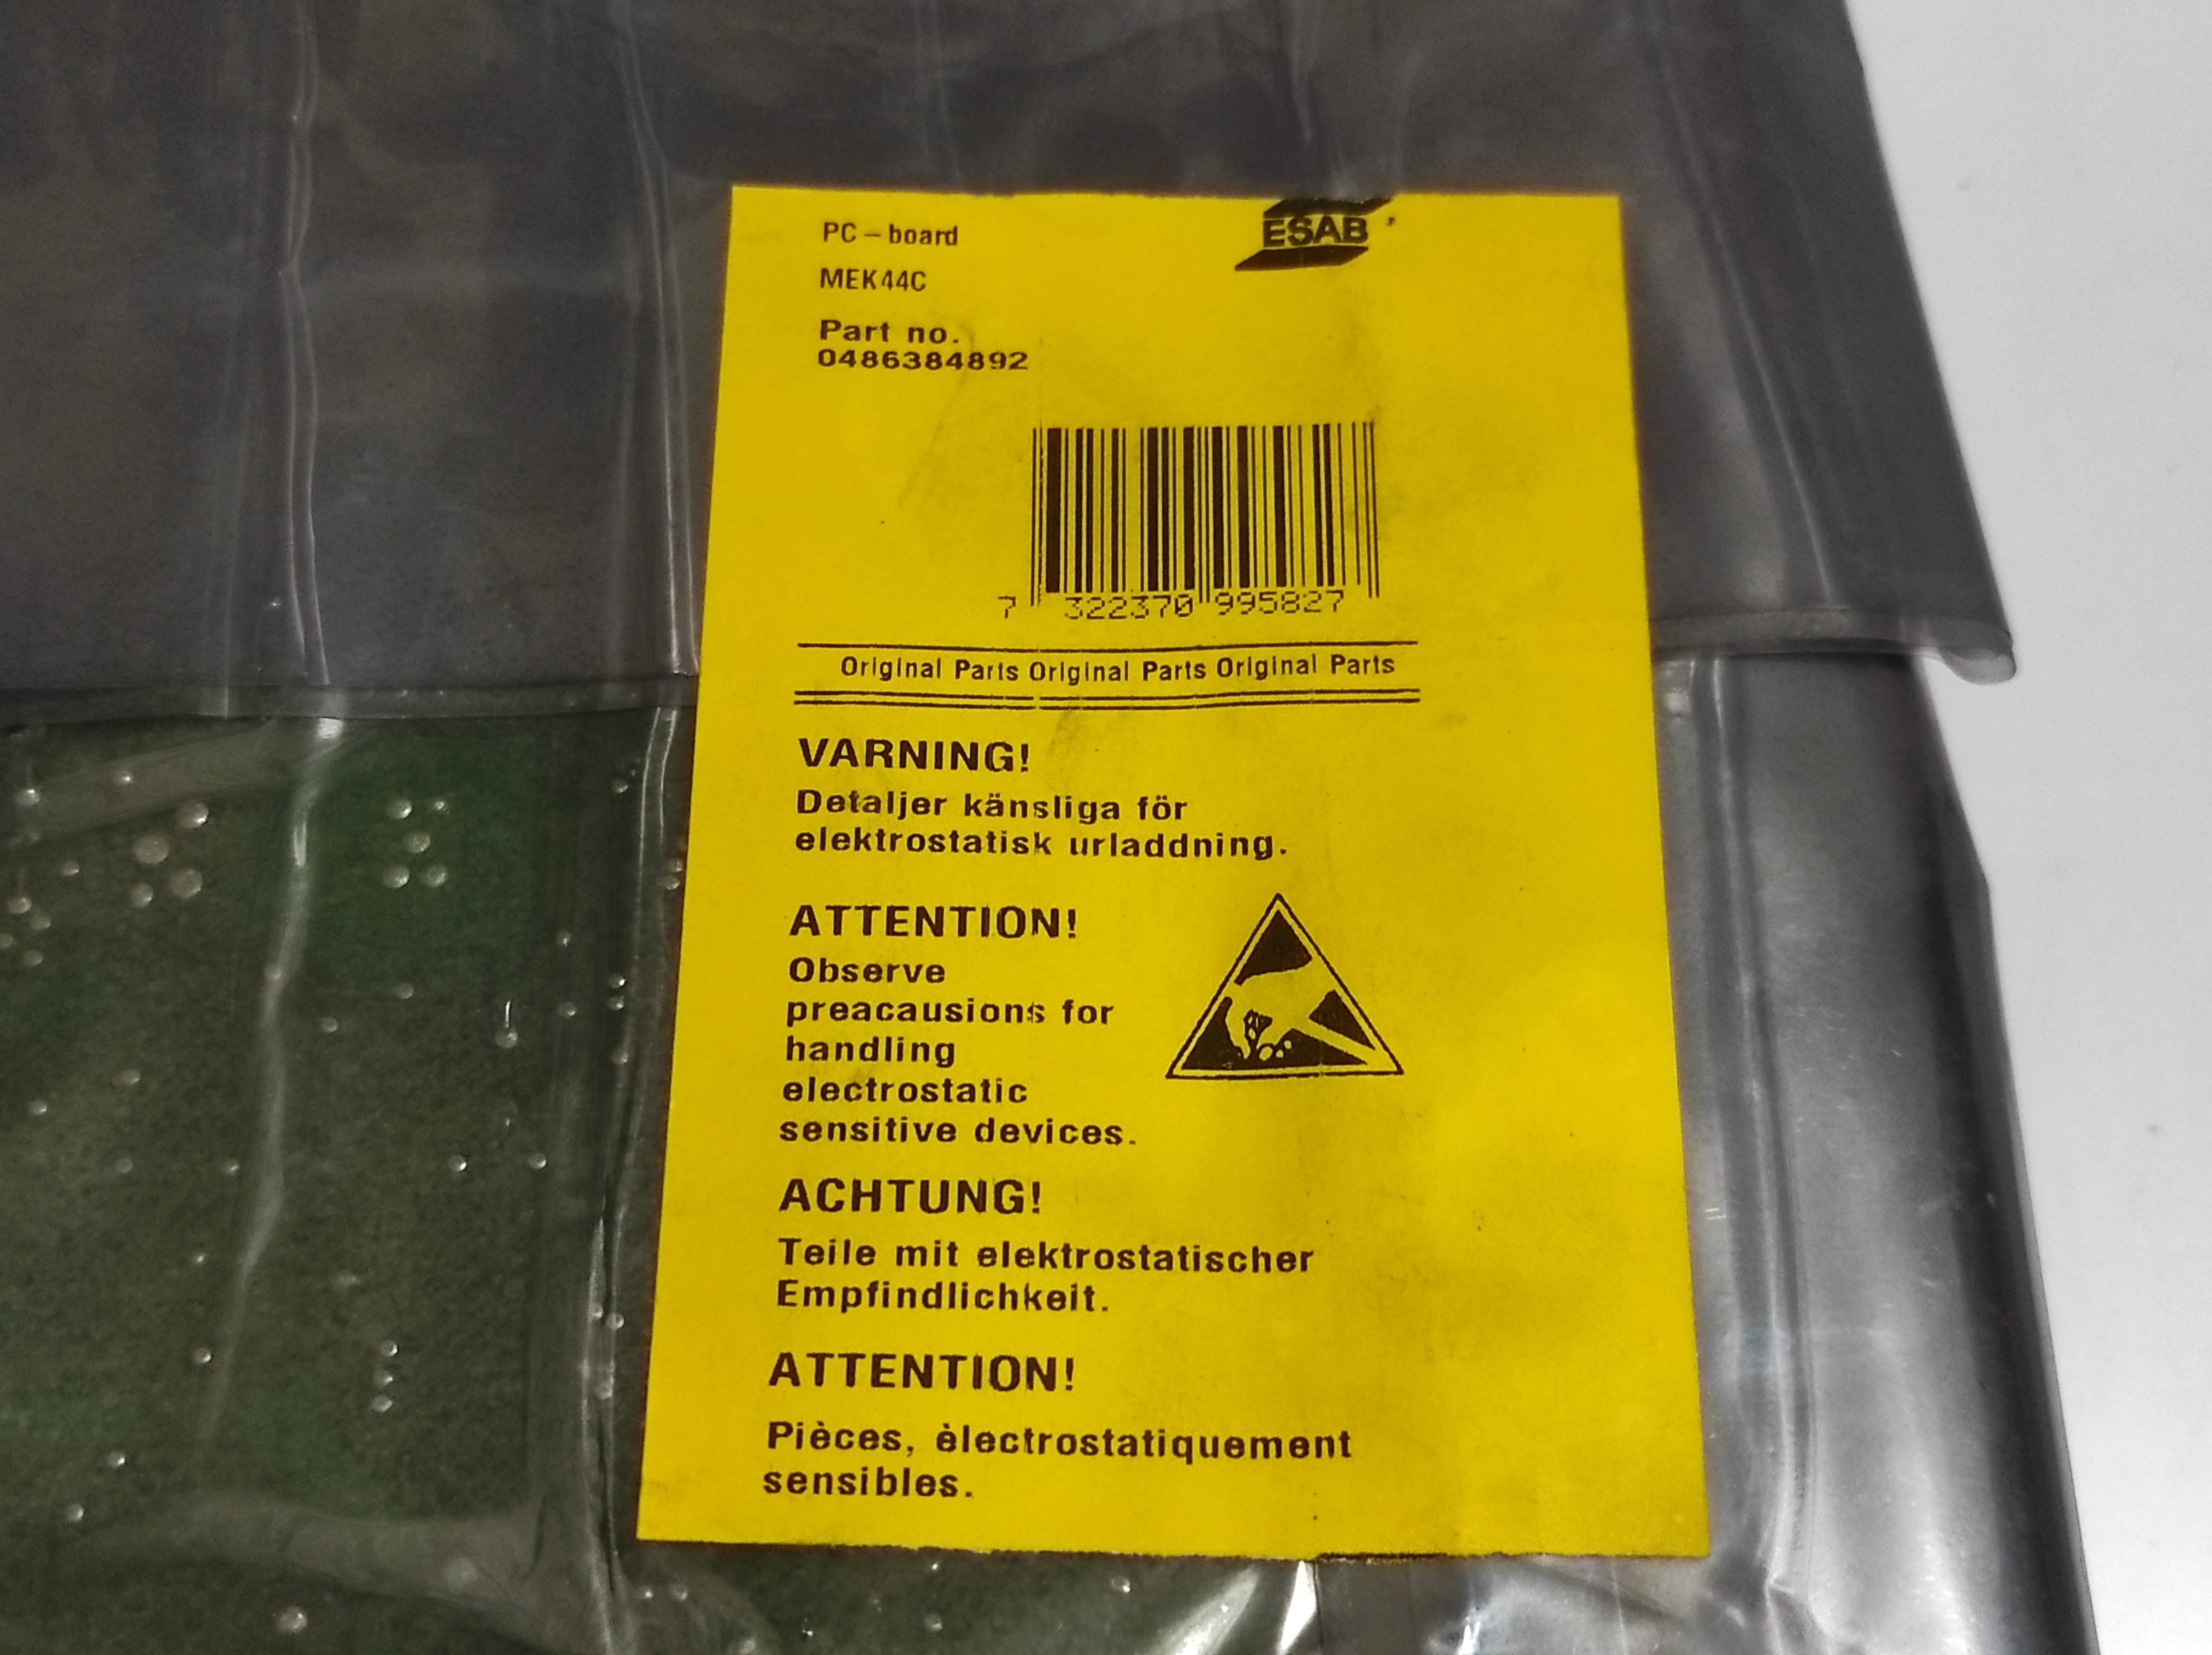 PC-board
ESAB
MEK44C
Part no.
0486384892
7 322370 995827
Original Parts Original Parts Original Parts
VARNING!
Detaljer känsliga för
elektrostatisk urladdning.
ATTENTION!
Observe
preacausions for
handling
electrostatic
sensitive devices.
ACHTUNG!
Teile mit elektrostatischer
Empfindlichkeit.
ATTENTION!
Pièces, èlectrostatiquement
sensibles.